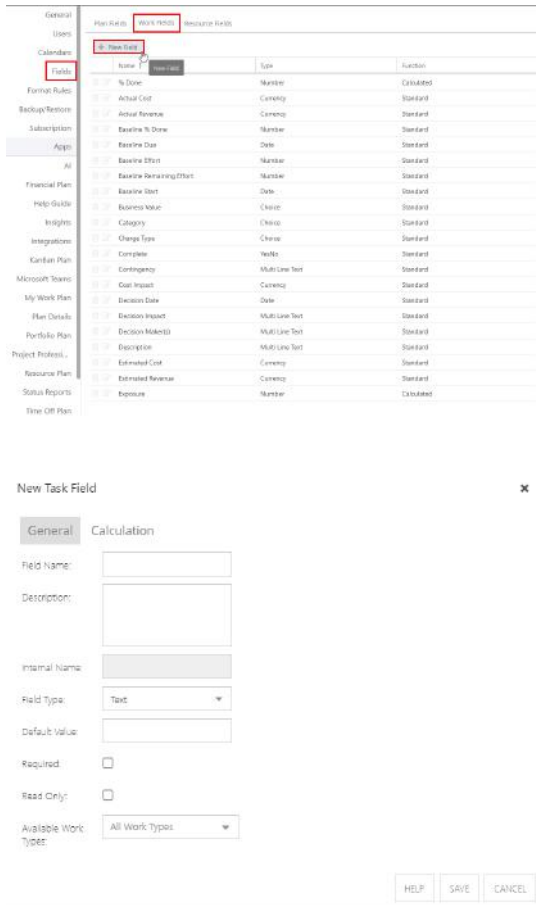 General
Users
Calendars
Fields
Format Rules
Backup/Restore
Subscription
Apps
AI
Financial Plan
Help Guide
Insights
Integrations
Kanban Plan
Microsoft Teams
My Work Plan
Plan Details
Portfolio Plan
Project Professi...
Resource Plan
Status Reports
Time Off Plan
Plan Fields Work Fields Resource Fields
+ New Field
Name Type Function
New Field
% Done Number Calculated
Actual Cost Currency Standard
Actual Revenue Currency Standard
Baseline % Done Number Standard
Baseline Due Date Standard
Baseline Effort Number Standard
Baseline Remaining Effort Number Standard
Baseline Start Date Standard
Business Value Choice Standard
Category Choice Standard
Change Type Choice Standard
Complete YesNo Standard
Contingency Multi Line Text Standard
Cost Impact Currency Standard
Decision Date Date Standard
Decision Impact Multi Line Text Standard
Decision Maker(s) Multi Line Text Standard
Description Multi Line Text Standard
Estimated Cost Currency Standard
Estimated Revenue Currency Standard
Exposure Number Calculated
New Task Field
General Calculation
Field Name:
Description:
Internal Name
Field Type: Text
Default Value:
Required:
Read Only:
Available Work Types: All Work Types
HELP SAVE CANCEL